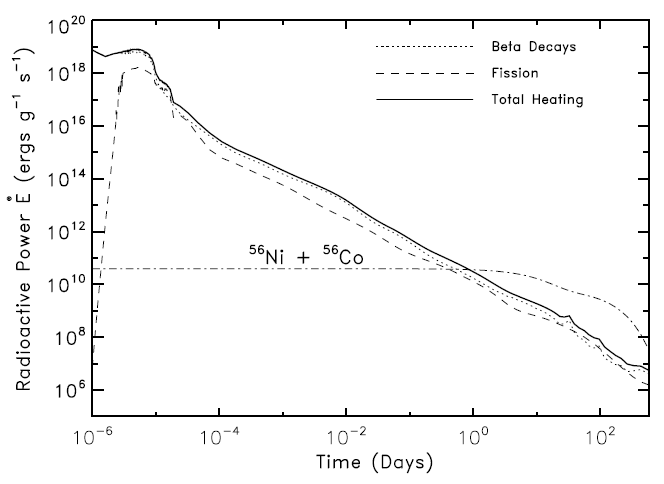 10²⁰
10¹⁸
10¹⁶
10¹⁴
10¹²
10¹⁰
10⁸
10⁶
Radioactive Power Ė (ergs g⁻¹ s⁻¹)
Beta Decays
Fission
Total Heating
⁵⁶Ni + ⁵⁶Co
10⁻⁶
10⁻⁴
10⁻²
10⁰
10²
Time (Days)